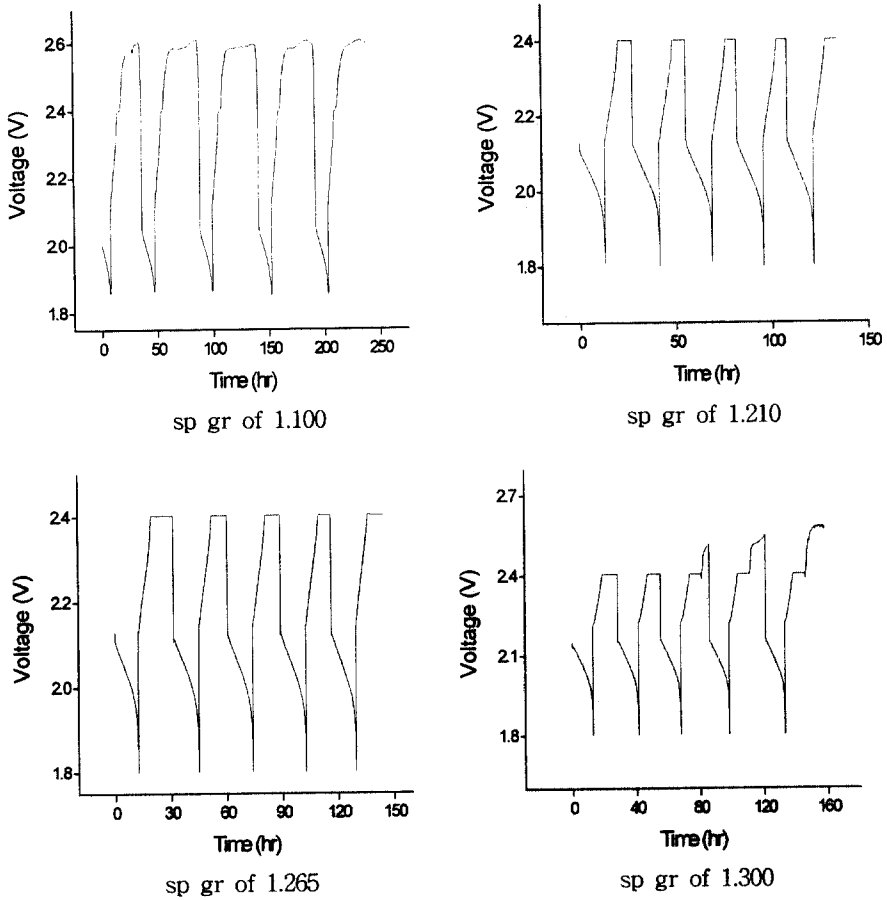 Voltage (V)
2.6
2.4
2.2
2.0
1.8
0 50 100 150 200 250
Time (hr)
sp gr of 1.100
Voltage (V)
2.4
2.2
2.0
1.8
0 50 100 150
Time (hr)
sp gr of 1.210
Voltage (V)
2.4
2.2
2.0
1.8
0 30 60 90 120 150
Time (hr)
sp gr of 1.265
Voltage (V)
2.7
2.4
2.1
1.8
0 40 80 120 160
Time (hr)
sp gr of 1.300